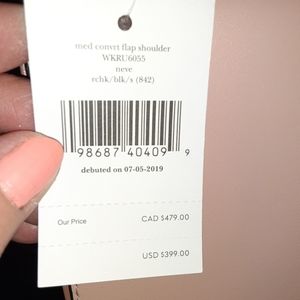 med convrt flap shoulder
WKRU6055
neve
rchk/blk/s (842)
98687 40409 9
debuted on 07-05-2019
Our Price CAD $479.00
USD $399.00